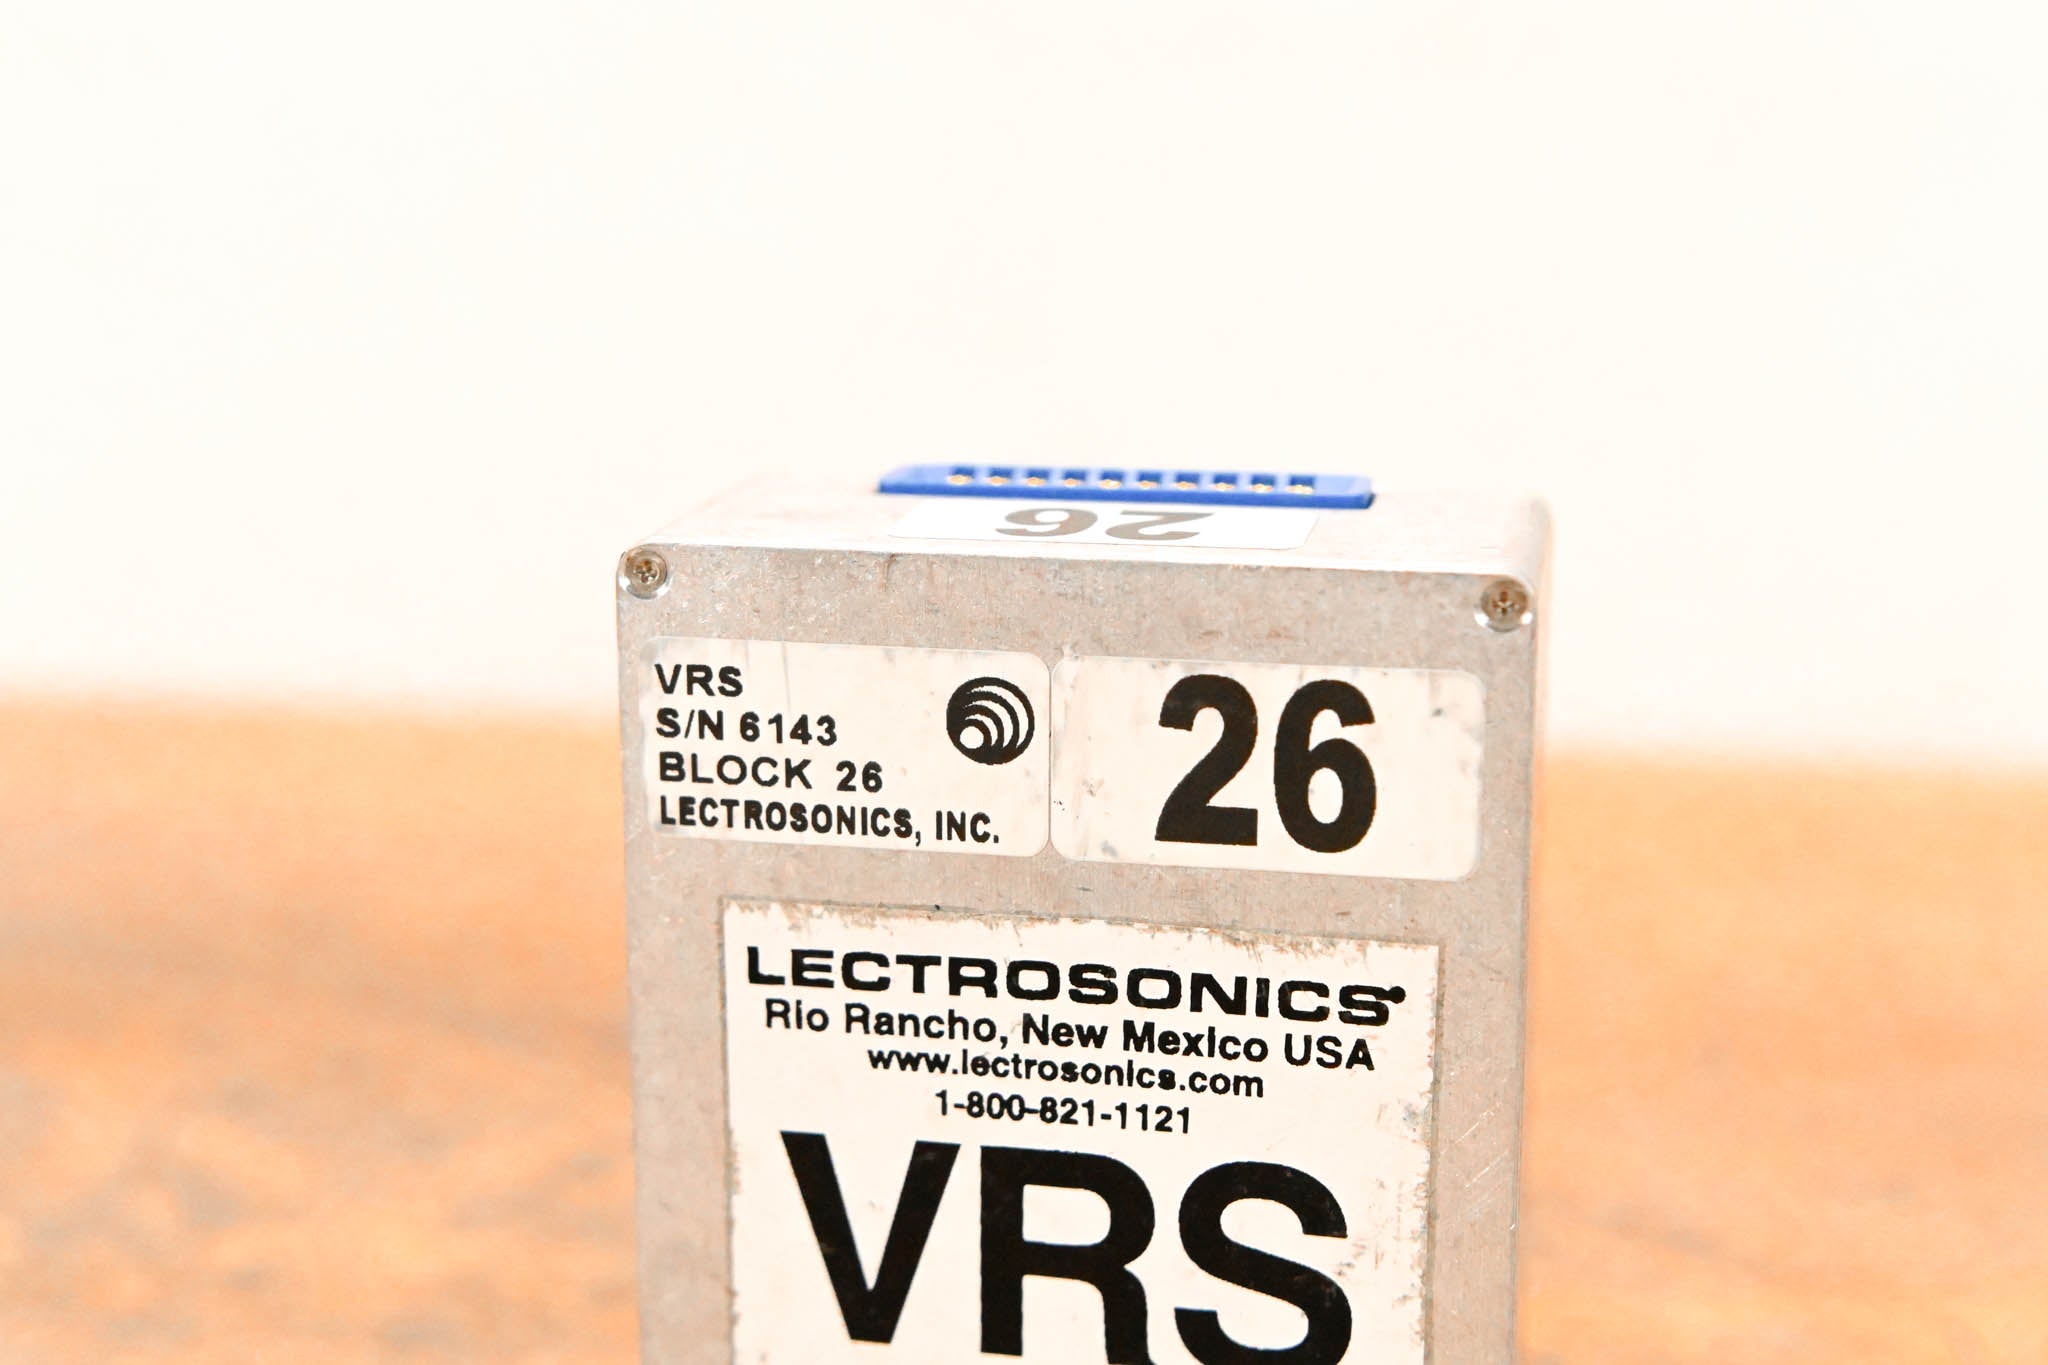 26
VRS
S/N 6143
BLOCK 26
LECTROSONICS, INC.
26
LECTROSONICS
Rio Rancho, New Mexico USA
www.lectrosonics.com
1-800-821-1121
VRS